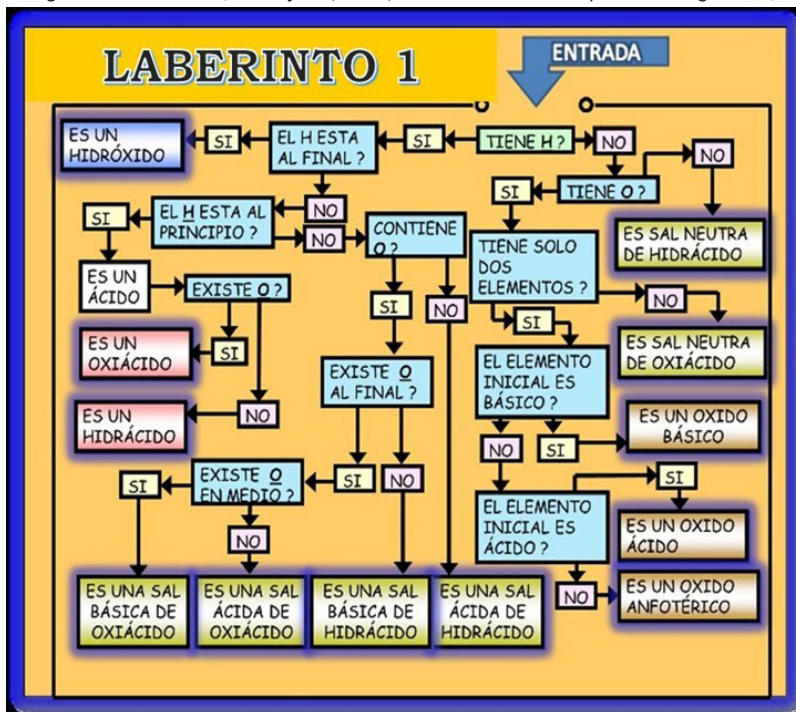 LABERINTO 1
ENTRADA
ES UN
HIDRÓXIDO
SI
EL H ESTA
AL FINAL ?
SI
TIENE H ?
NO
NO
SI
TIENE O ?
SI
EL H ESTA AL
PRINCIPIO ?
NO
NO
CONTIENE
O ?
TIENE SOLO
DOS
ELEMENTOS ?
ES SAL NEUTRA
DE HIDRÁCIDO
ES UN
ÁCIDO
EXISTE O ?
SI
NO
SI
NO
ES UN
OXIÁCIDO
SI
EXISTE O
AL FINAL ?
EL ELEMENTO
INICIAL ES
BÁSICO ?
ES SAL NEUTRA
DE OXIÁCIDO
ES UN
HIDRÁCIDO
NO
ES UN OXIDO
BÁSICO
NO
SI
SI
EXISTE O
EN MEDIO ?
SI
NO
SI
EL ELEMENTO
INICIAL ES
ÁCIDO ?
ES UN OXIDO
ÁCIDO
NO
ES UNA SAL
BÁSICA DE
OXIÁCIDO
ES UNA SAL
ÁCIDA DE
OXIÁCIDO
ES UNA SAL
BÁSICA DE
HIDRÁCIDO
ES UNA SAL
ÁCIDA DE
HIDRÁCIDO
NO
ES UN OXIDO
ANFOTÉRICO